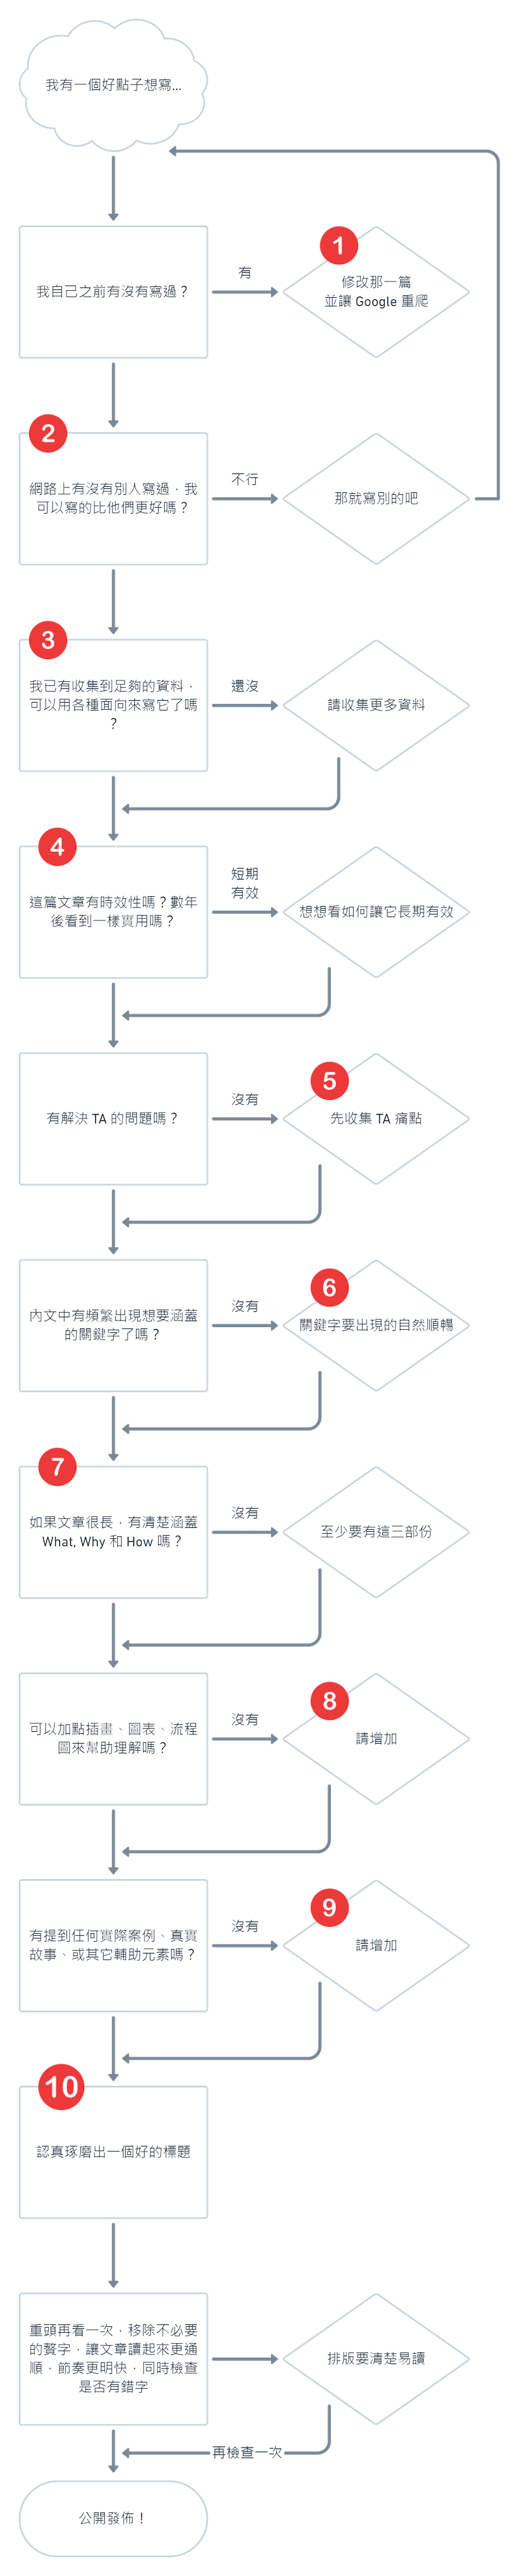 我有一個好點子想寫...
我自己之前有沒有寫過？
有
1
修改那一篇
並讓 Google 重爬
2
網路上有沒有別人寫過，我
可以寫的比他們更好嗎？
不行
那就寫別的吧
3
我已有收集到足夠的資料，
可以用各種面向來寫它了嗎
？
還沒
請收集更多資料
4
這篇文章有時效性嗎？數年
後看到一樣實用嗎？
短期
有效
想想看如何讓它長期有效
有解決 TA 的問題嗎？
沒有
5
先收集 TA 痛點
內文中有頻繁出現想要涵蓋
的關鍵字了嗎？
沒有
6
關鍵字要出現的自然順暢
7
如果文章很長，有清楚涵蓋
What, Why 和 How 嗎？
沒有
至少要有這三部份
可以加點插畫、圖表、流程
圖來幫助理解嗎？
沒有
8
請增加
有提到任何實際案例、真實
故事、或其它輔助元素嗎？
沒有
9
請增加
10
認真琢磨出一個好的標題
重頭再看一次，移除不必要
的贅字，讓文章讀起來更通
順，節奏更明快，同時檢查
是否有錯字
排版要清楚易讀
再檢查一次
公開發佈！